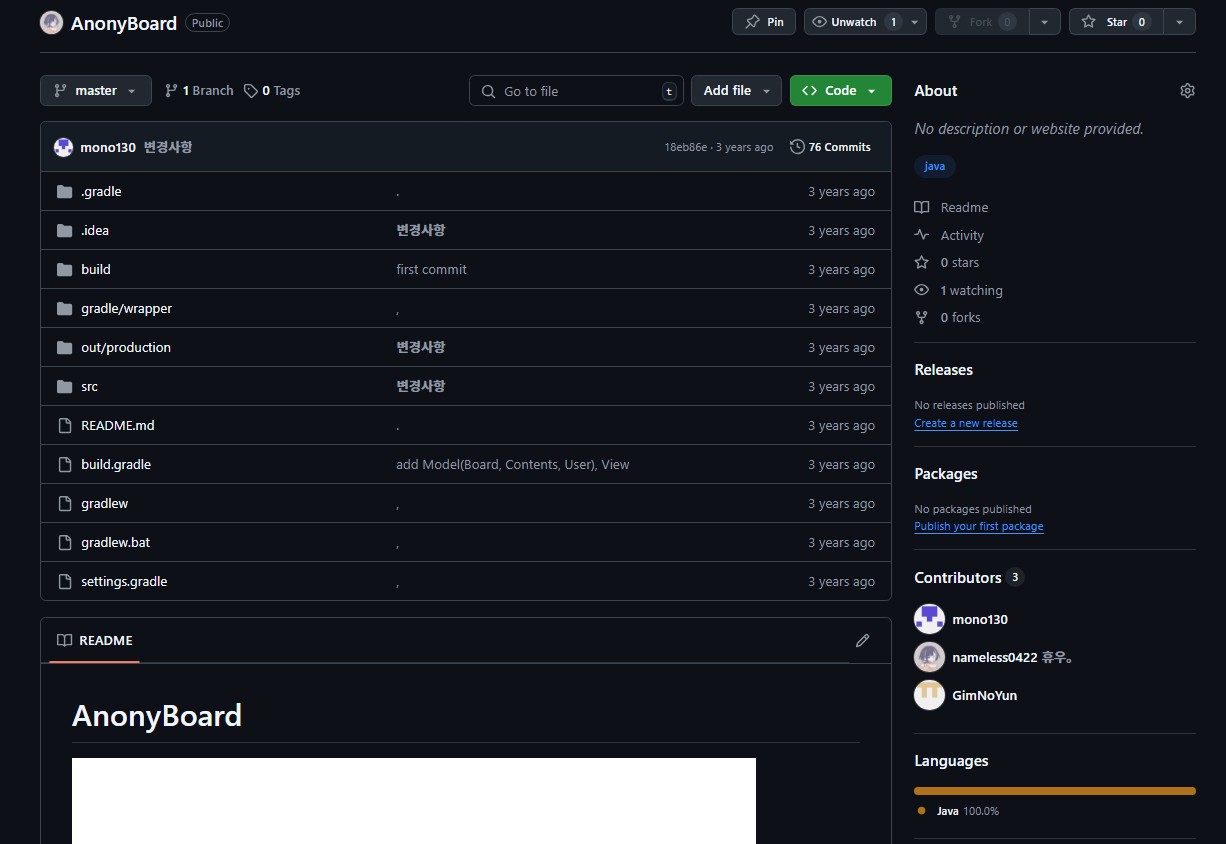 AnonyBoard Public Pin Unwatch 1 Fork 0 Star 0
master 1 Branch 0 Tags Go to file t Add file Code
mono130 변경사항 18eb86e · 3 years ago 76 Commits
.gradle . 3 years ago
.idea 변경사항 3 years ago
build first commit 3 years ago
gradle/wrapper , 3 years ago
out/production 변경사항 3 years ago
src 변경사항 3 years ago
README.md . 3 years ago
build.gradle add Model(Board, Contents, User), View 3 years ago
gradlew , 3 years ago
gradlew.bat , 3 years ago
settings.gradle , 3 years ago
README
AnonyBoard
About
No description or website provided.
java
Readme
Activity
0 stars
1 watching
0 forks
Releases
No releases published
Create a new release
Packages
No packages published
Publish your first package
Contributors 3
mono130
nameless0422 휴우。
GimNoYun
Languages
Java 100.0%